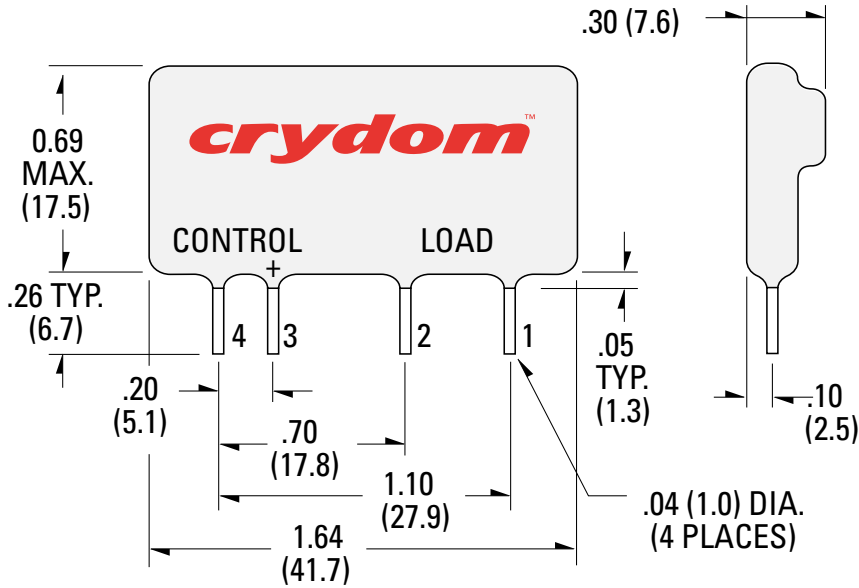 .30 (7.6)
crydom™
0.69
MAX.
(17.5)
CONTROL
LOAD
+
.26 TYP.
(6.7)
4
3
2
1
.05
TYP.
(1.3)
.20
(5.1)
.10
(2.5)
.70
(17.8)
1.10
(27.9)
.04 (1.0) DIA.
(4 PLACES)
1.64
(41.7)